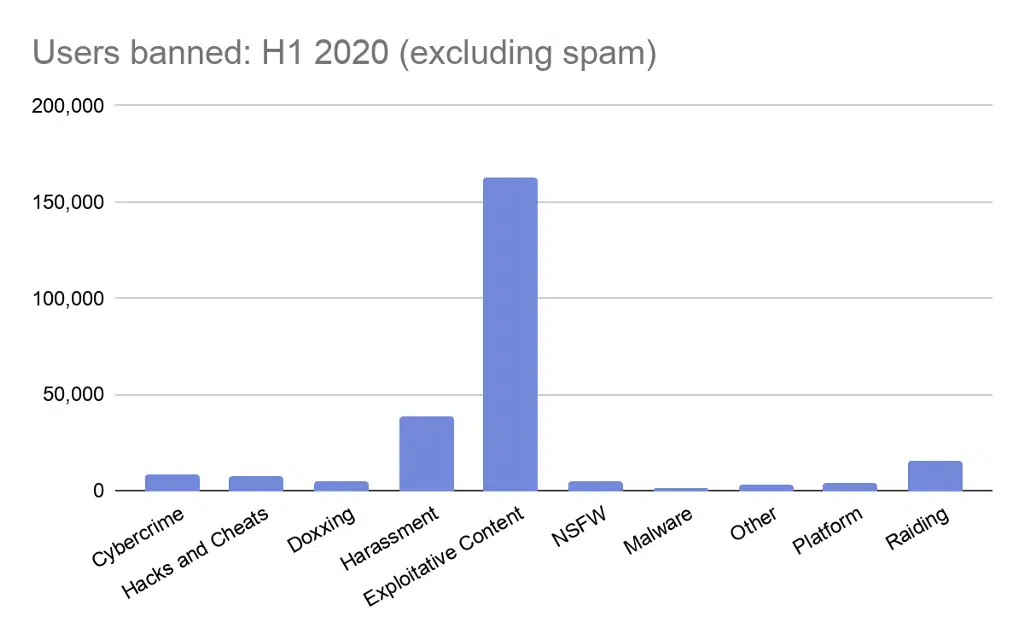 Users banned: H1 2020 (excluding spam)
200,000
150,000
100,000
50,000
0
Cybercrime
Hacks and Cheats
Doxxing
Harassment
Exploitative Content
NSFW
Malware
Other
Platform
Raiding